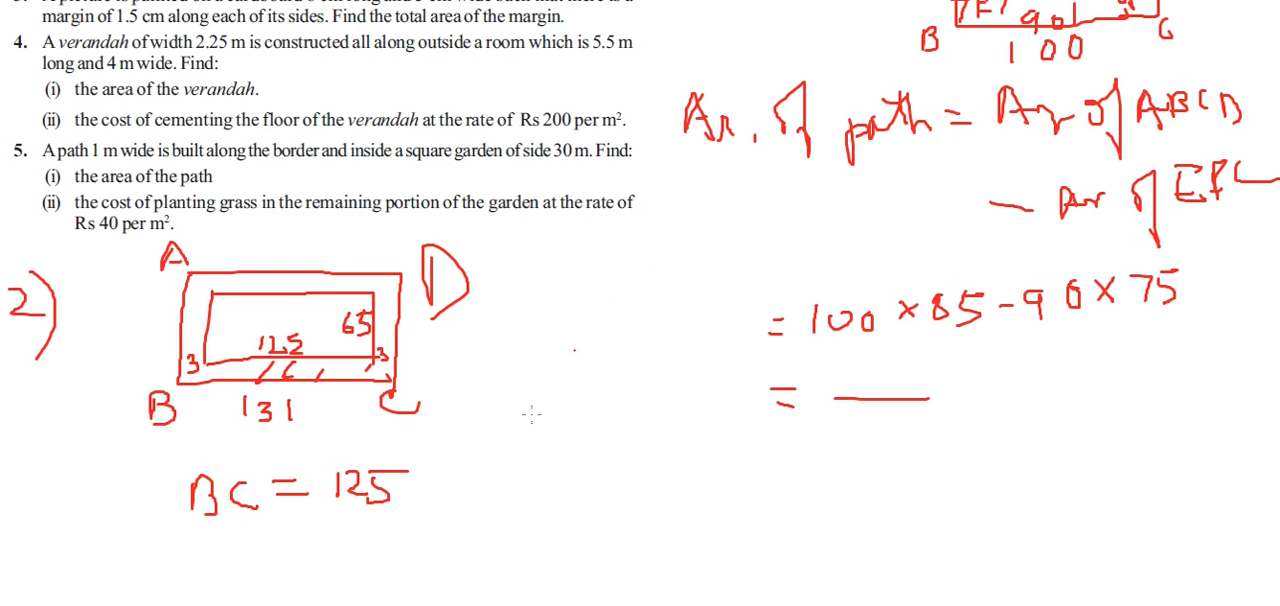 margin of 1.5 cm along each of its sides. Find the total area of the margin.
4. A verandah of width 2.25 m is constructed all along outside a room which is 5.5 m
long and 4 m wide. Find:
(i) the area of the verandah.
(ii) the cost of cementing the floor of the verandah at the rate of Rs 200 per m².
5. A path 1 m wide is built along the border and inside a square garden of side 30 m. Find:
(i) the area of the path
(ii) the cost of planting grass in the remaining portion of the garden at the rate of
Rs 40 per m².
2)
A
D
65
125
3
3
B
131
C
BC = 125
B
100
Ar. of path = Ar of ABCD
- Ar of EF
= 100 × 85 - 90 × 75
=